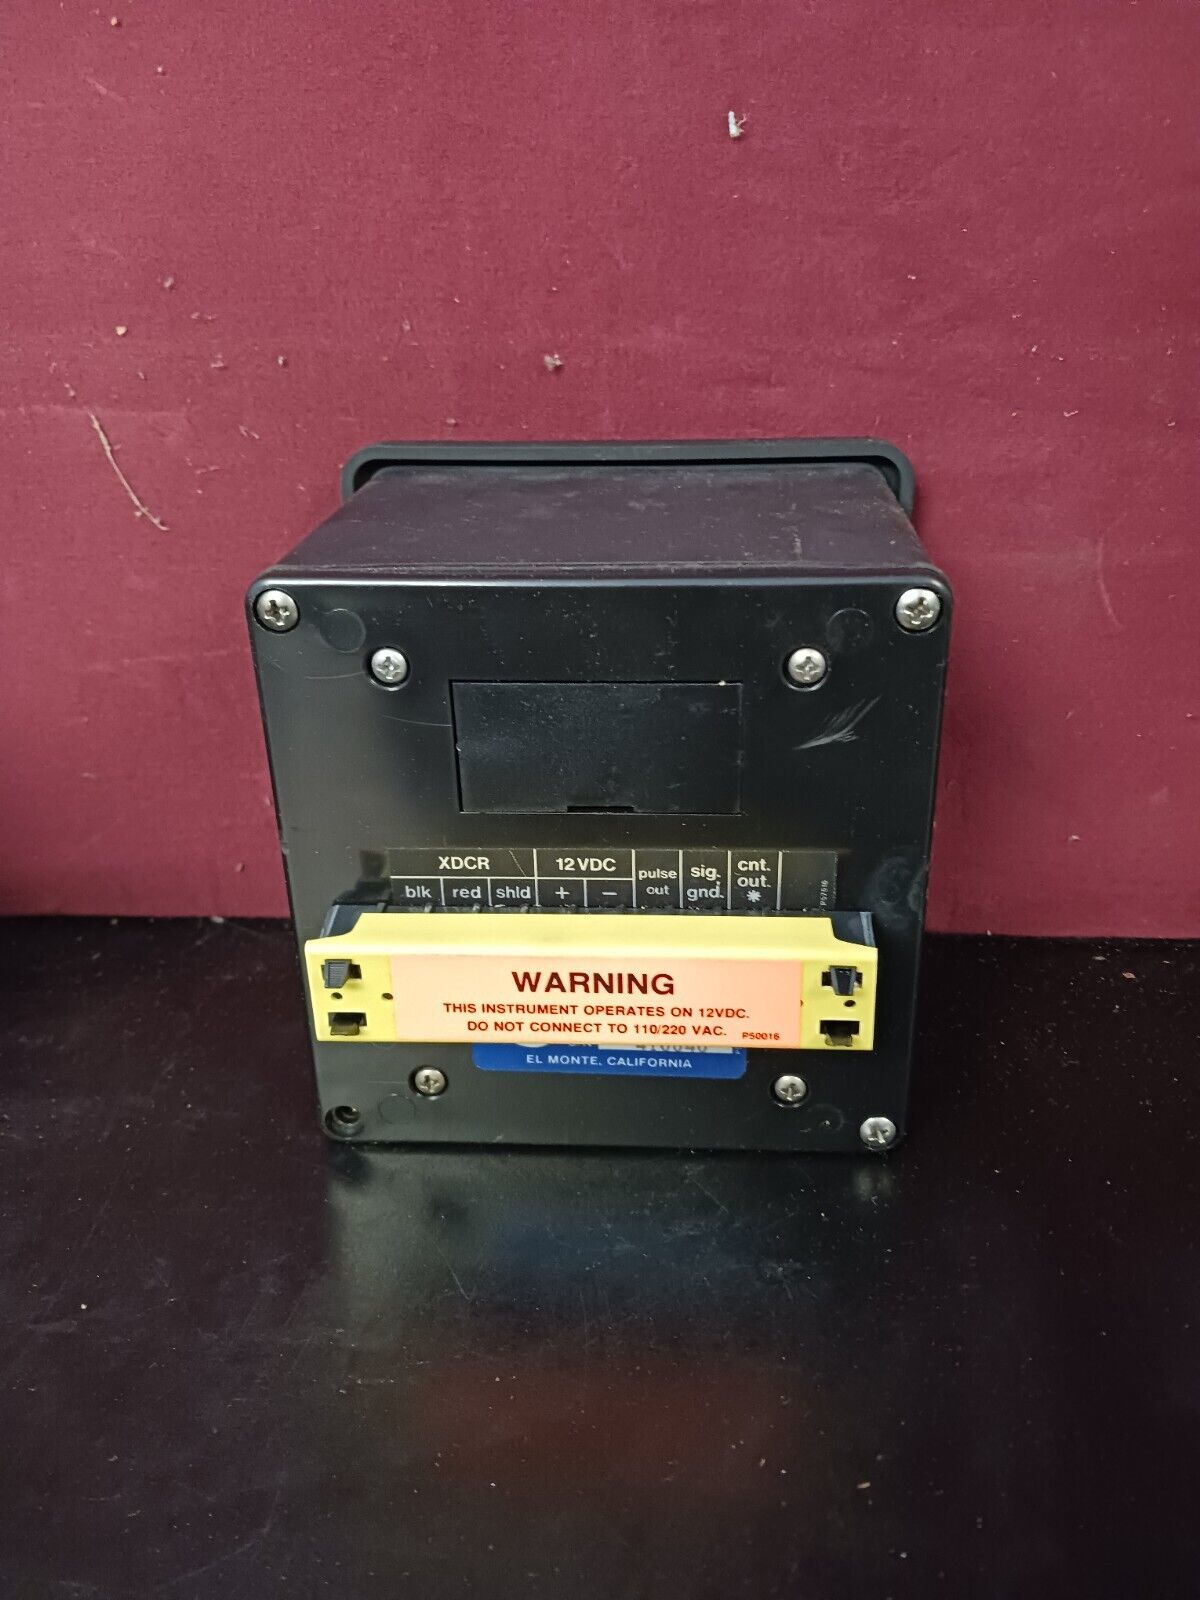 XDCR 12VDC pulse out sig. gnd. cnt. out. *
blk red shld + −
P57516
WARNING
THIS INSTRUMENT OPERATES ON 12VDC.
DO NOT CONNECT TO 110/220 VAC. P50016
EL MONTE, CALIFORNIA